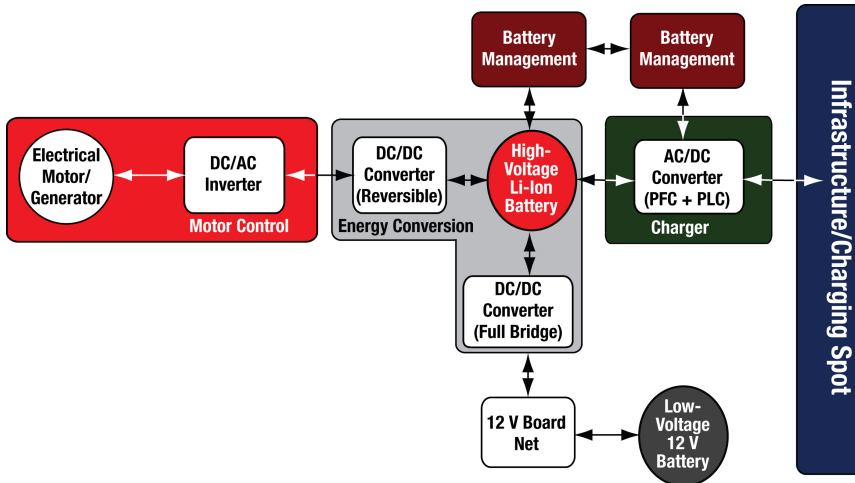 Battery
Management
Battery
Management
Electrical
Motor/
Generator
DC/AC
Inverter
Motor Control
DC/DC
Converter
(Reversible)
Energy Conversion
High-
Voltage
Li-Ion
Battery
AC/DC
Converter
(PFC + PLC)
Charger
DC/DC
Converter
(Full Bridge)
12 V Board
Net
Low-
Voltage
12 V
Battery
Infrastructure/Charging Spot